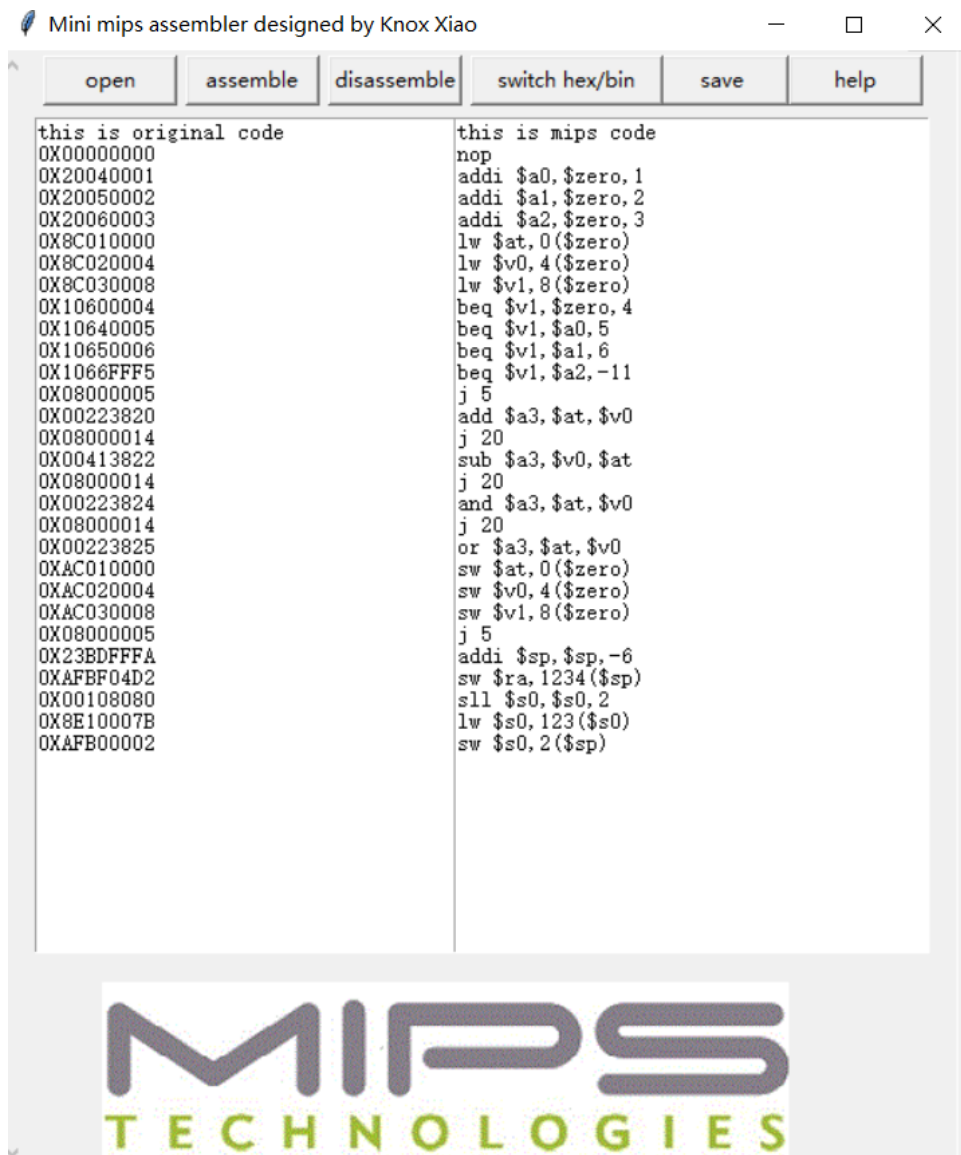 Mini mips assembler designed by Knox Xiao
open assemble disassemble switch hex/bin save help
this is original code
0X00000000
0X20040001
0X20050002
0X20060003
0X8C010000
0X8C020004
0X8C030008
0X10600004
0X10640005
0X10650006
0X1066FFF5
0X08000005
0X00223820
0X08000014
0X00413822
0X08000014
0X00223824
0X08000014
0X00223825
0XAC010000
0XAC020004
0XAC030008
0X08000005
0X23BDFFFA
0XAFBF04D2
0X00108080
0X8E10007B
0XAFB00002
this is mips code
nop
addi $a0,$zero,1
addi $a1,$zero,2
addi $a2,$zero,3
lw $at,0($zero)
lw $v0,4($zero)
lw $v1,8($zero)
beq $v1,$zero,4
beq $v1,$a0,5
beq $v1,$a1,6
beq $v1,$a2,-11
j 5
add $a3,$at,$v0
j 20
sub $a3,$v0,$at
j 20
and $a3,$at,$v0
j 20
or $a3,$at,$v0
sw $at,0($zero)
sw $v0,4($zero)
sw $v1,8($zero)
j 5
addi $sp,$sp,-6
sw $ra,1234($sp)
sll $s0,$s0,2
lw $s0,123($s0)
sw $s0,2($sp)
MIPS
TECHNOLOGIES